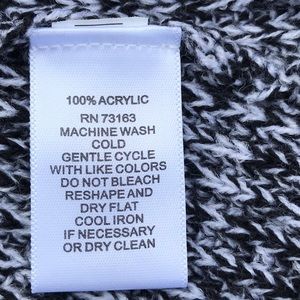 100% ACRYLIC
RN 73163
MACHINE WASH
COLD
GENTLE CYCLE
WITH LIKE COLORS
DO NOT BLEACH
RESHAPE AND
DRY FLAT
COOL IRON
IF NECESSARY
OR DRY CLEAN